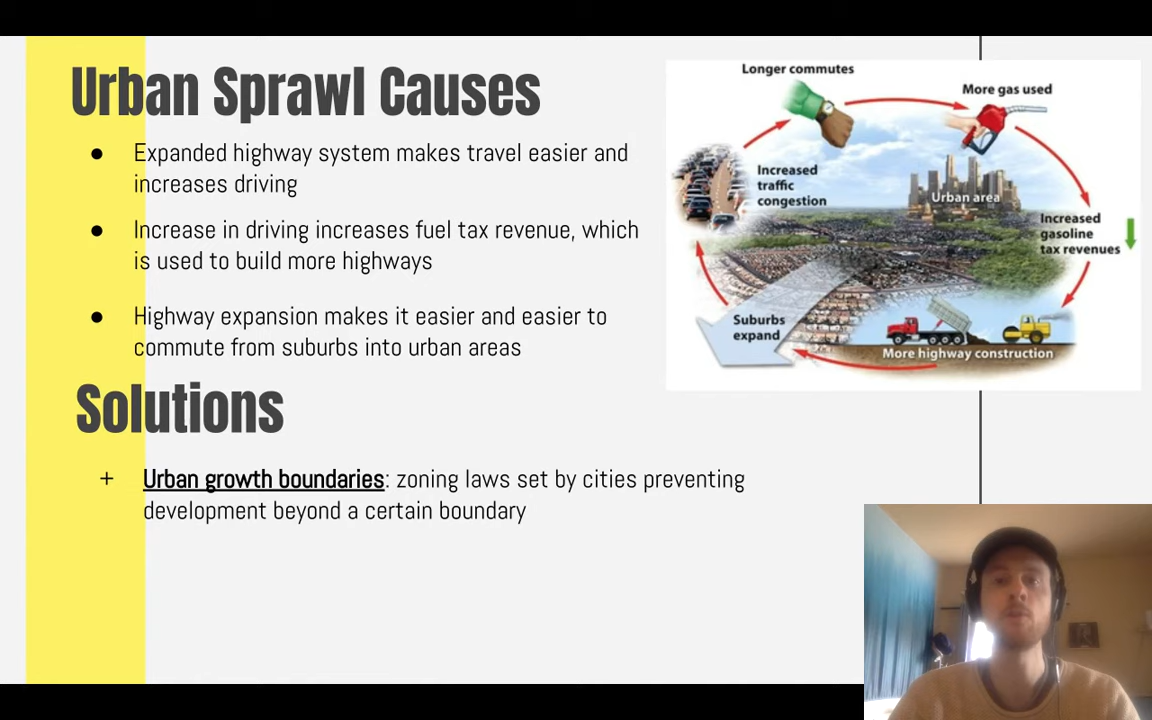 Urban Sprawl Causes
● Expanded highway system makes travel easier and
increases driving
● Increase in driving increases fuel tax revenue, which
is used to build more highways
● Highway expansion makes it easier and easier to
commute from suburbs into urban areas
Solutions
+ Urban growth boundaries: zoning laws set by cities preventing
development beyond a certain boundary
Longer commutes
More gas used
Increased
traffic
congestion
Urban area
Increased
gasoline
tax revenues
Suburbs
expand
More highway construction